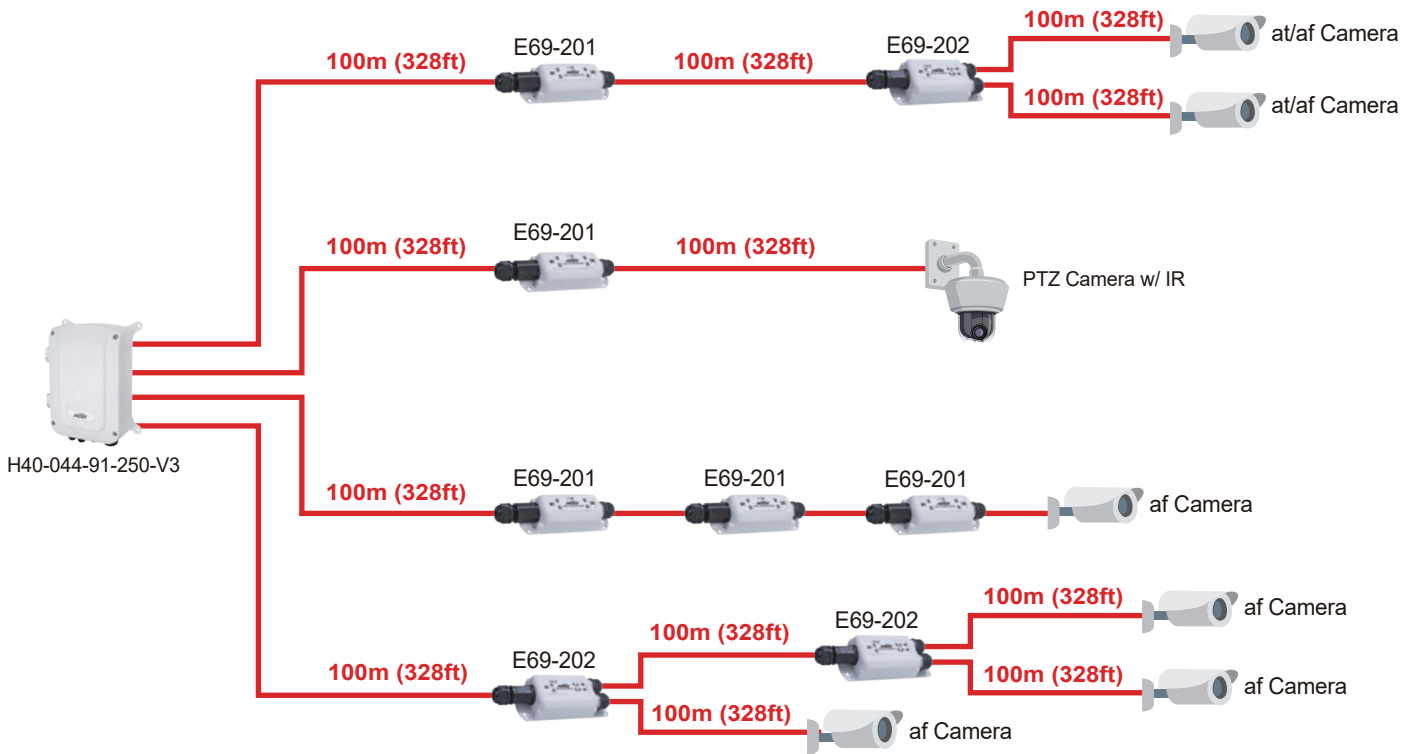 E69-201
E69-202
100m (328ft)
100m (328ft)
100m (328ft)
at/af Camera
100m (328ft)
at/af Camera
E69-201
100m (328ft)
100m (328ft)
PTZ Camera w/ IR
H40-044-91-250-V3
E69-201
E69-201
E69-201
100m (328ft)
af Camera
100m (328ft)
af Camera
E69-202
100m (328ft)
E69-202
100m (328ft)
100m (328ft)
af Camera
100m (328ft)
af Camera